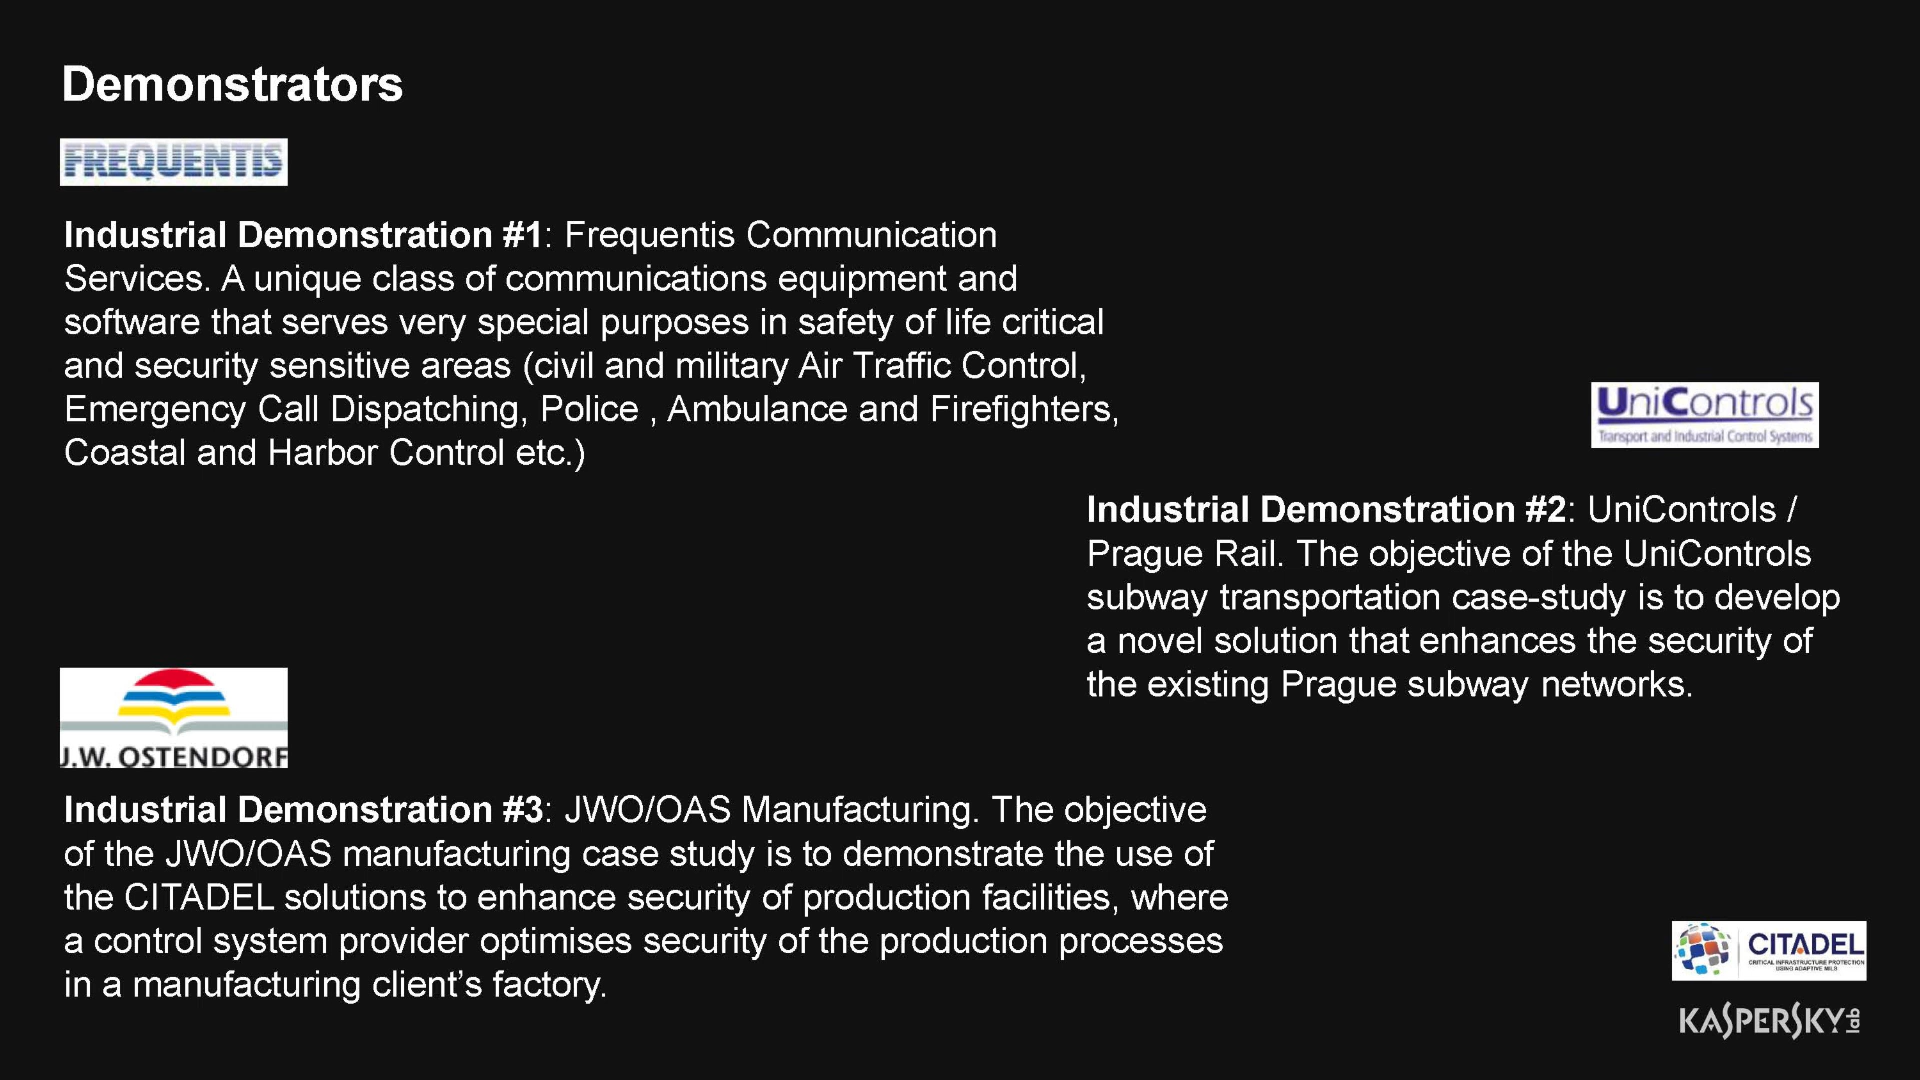 Demonstrators
FREQUENTIS
Industrial Demonstration #1: Frequentis Communication
Services. A unique class of communications equipment and
software that serves very special purposes in safety of life critical
and security sensitive areas (civil and military Air Traffic Control,
Emergency Call Dispatching, Police , Ambulance and Firefighters,
Coastal and Harbor Control etc.)
UniControls
Transport and Industrial Control Systems
Industrial Demonstration #2: UniControls /
Prague Rail. The objective of the UniControls
subway transportation case-study is to develop
a novel solution that enhances the security of
the existing Prague subway networks.
J.W. OSTENDORF
Industrial Demonstration #3: JWO/OAS Manufacturing. The objective
of the JWO/OAS manufacturing case study is to demonstrate the use of
the CITADEL solutions to enhance security of production facilities, where
a control system provider optimises security of the production processes
in a manufacturing client’s factory.
CITADEL
CRITICAL INFRASTRUCTURE PROTECTION
USING ADAPTIVE MILS
KASPERSKY lab